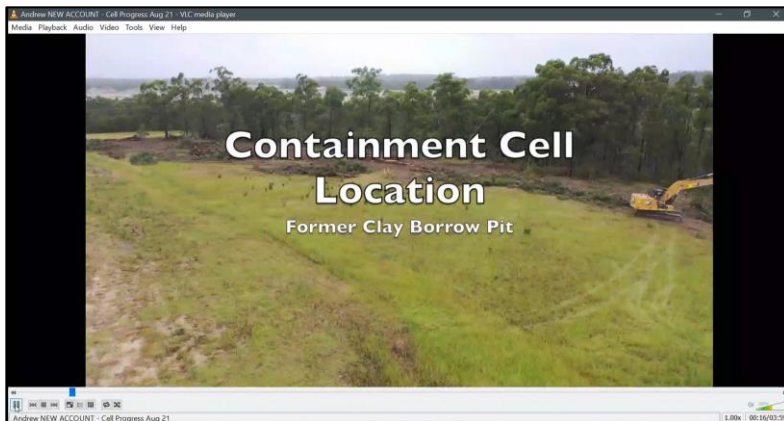 Andrew NEW ACCOUNT - Cell Progress Aug 21 - VLC media player
Media Playback Audio Video Tools View Help
Containment Cell
Location
Former Clay Borrow Pit
Andrew NEW ACCOUNT - Cell Progress Aug 21
1.00x 00:16/03:59